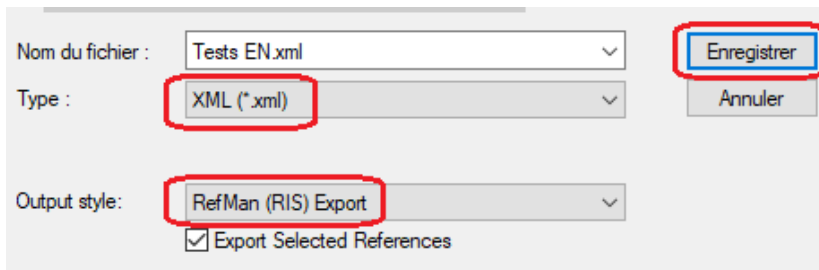 Nom du fichier : Tests EN.xml Enregistrer
Type : XML (*.xml) Annuler
Output style: RefMan (RIS) Export
Export Selected References